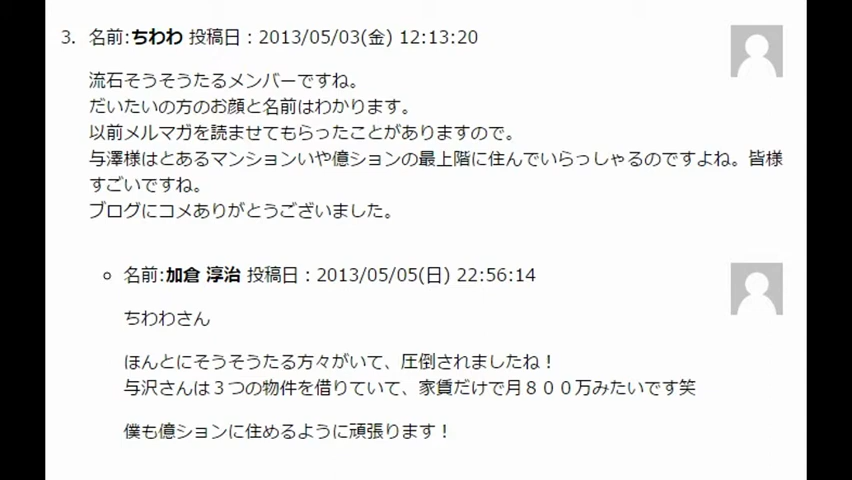 3. 名前:ちわわ 投稿日：2013/05/03(金) 12:13:20
流石そうそうたるメンバーですね。
だいたいの方のお顔と名前はわかります。
以前メルマガを読ませてもらったことがありますので。
与澤様はとあるマンションいや億ションの最上階に住んでいらっしゃるのですよね。皆様
すごいですね。
ブログにコメありがとうございました。
名前:加倉 淳治 投稿日：2013/05/05(日) 22:56:14
ちわわさん
ほんとにそうそうたる方々がいて、圧倒されましたね！
与沢さんは３つの物件を借りていて、家賃だけで月８００万みたいです笑
僕も億ションに住めるように頑張ります！